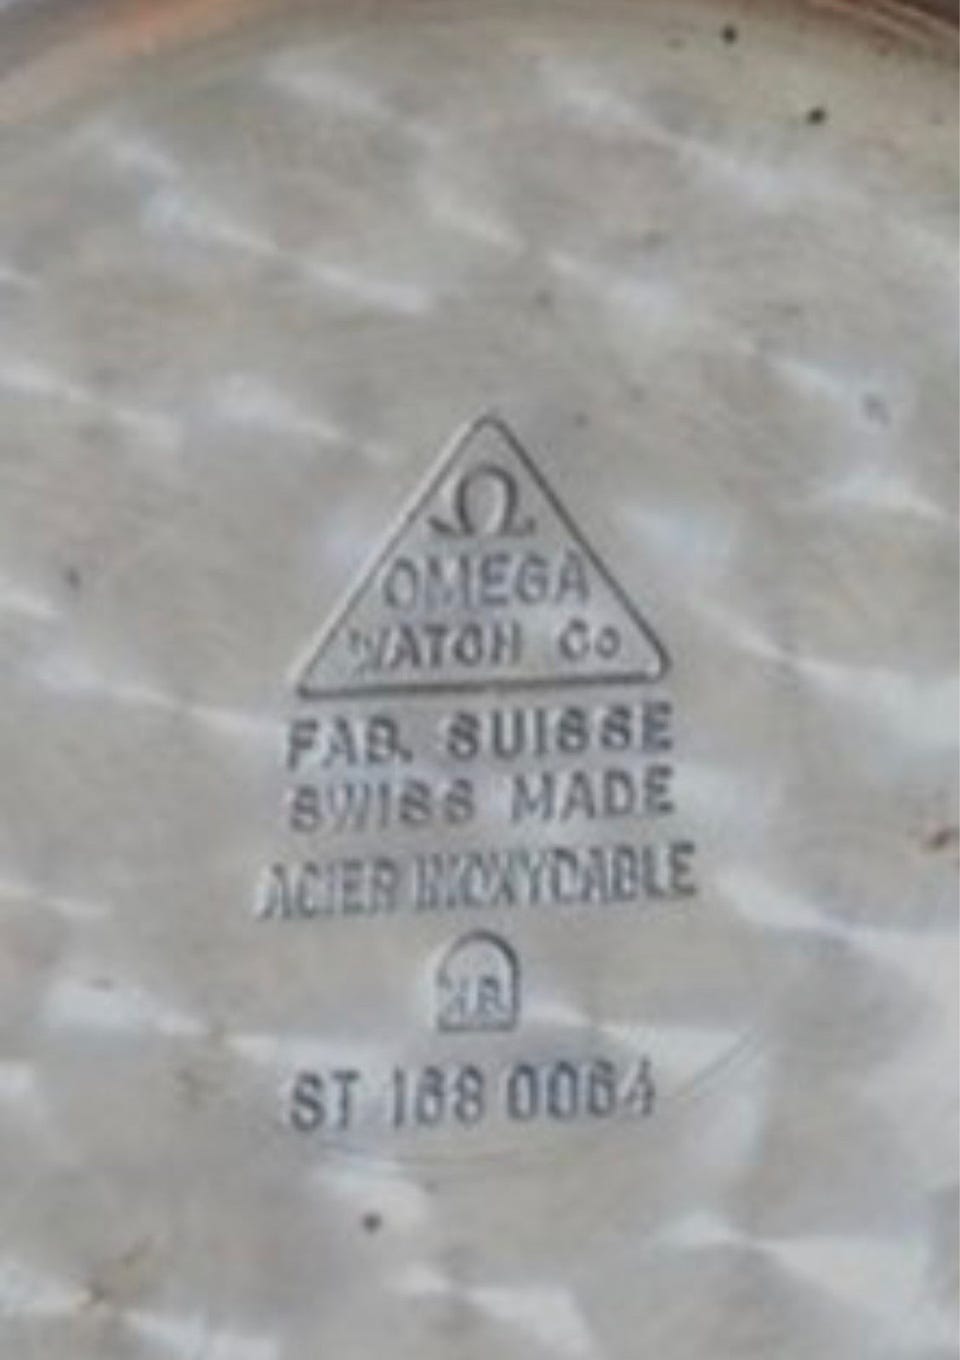 Ω
OMEGA
WATCH Co
FAB. SUISSE
SWISS MADE
ACIER INOXYDABLE
ST 168 0064